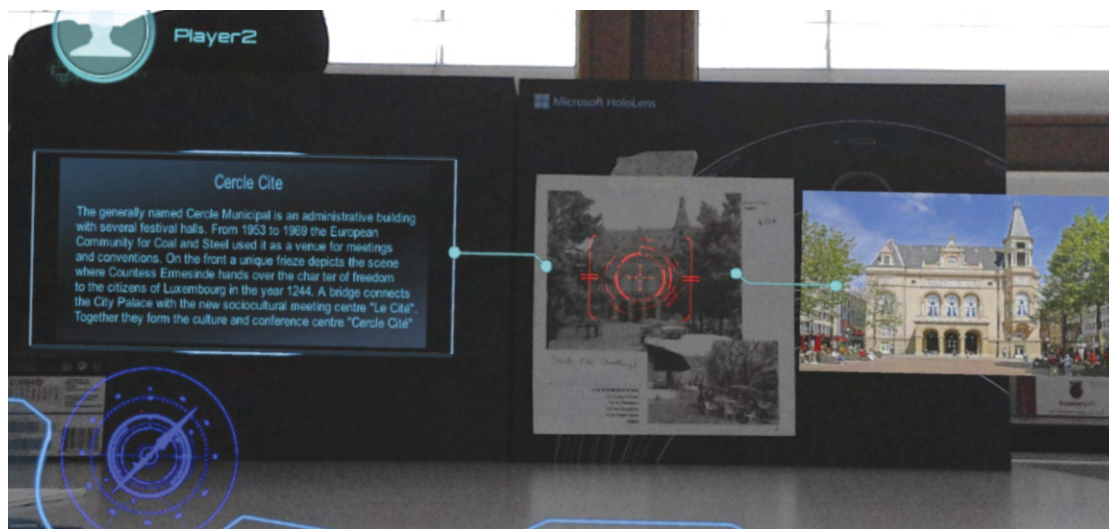 Player2
Microsoft HoloLens
Cercle Cite
The generally named Cercle Municipal is an administrative building
with several festival halls. From 1953 to 1969 the European
Community for Coal and Steel used it as a venue for meetings
and conventions. On the front a unique frieze depicts the scene
where Countess Ermesinde hands over the char ter of freedom
to the citizens of Luxembourg in the year 1244. A bridge connects
the City Palace with the new sociocultural meeting centre "Le Cité".
Together they form the culture and conference centre "Cercle Cité"